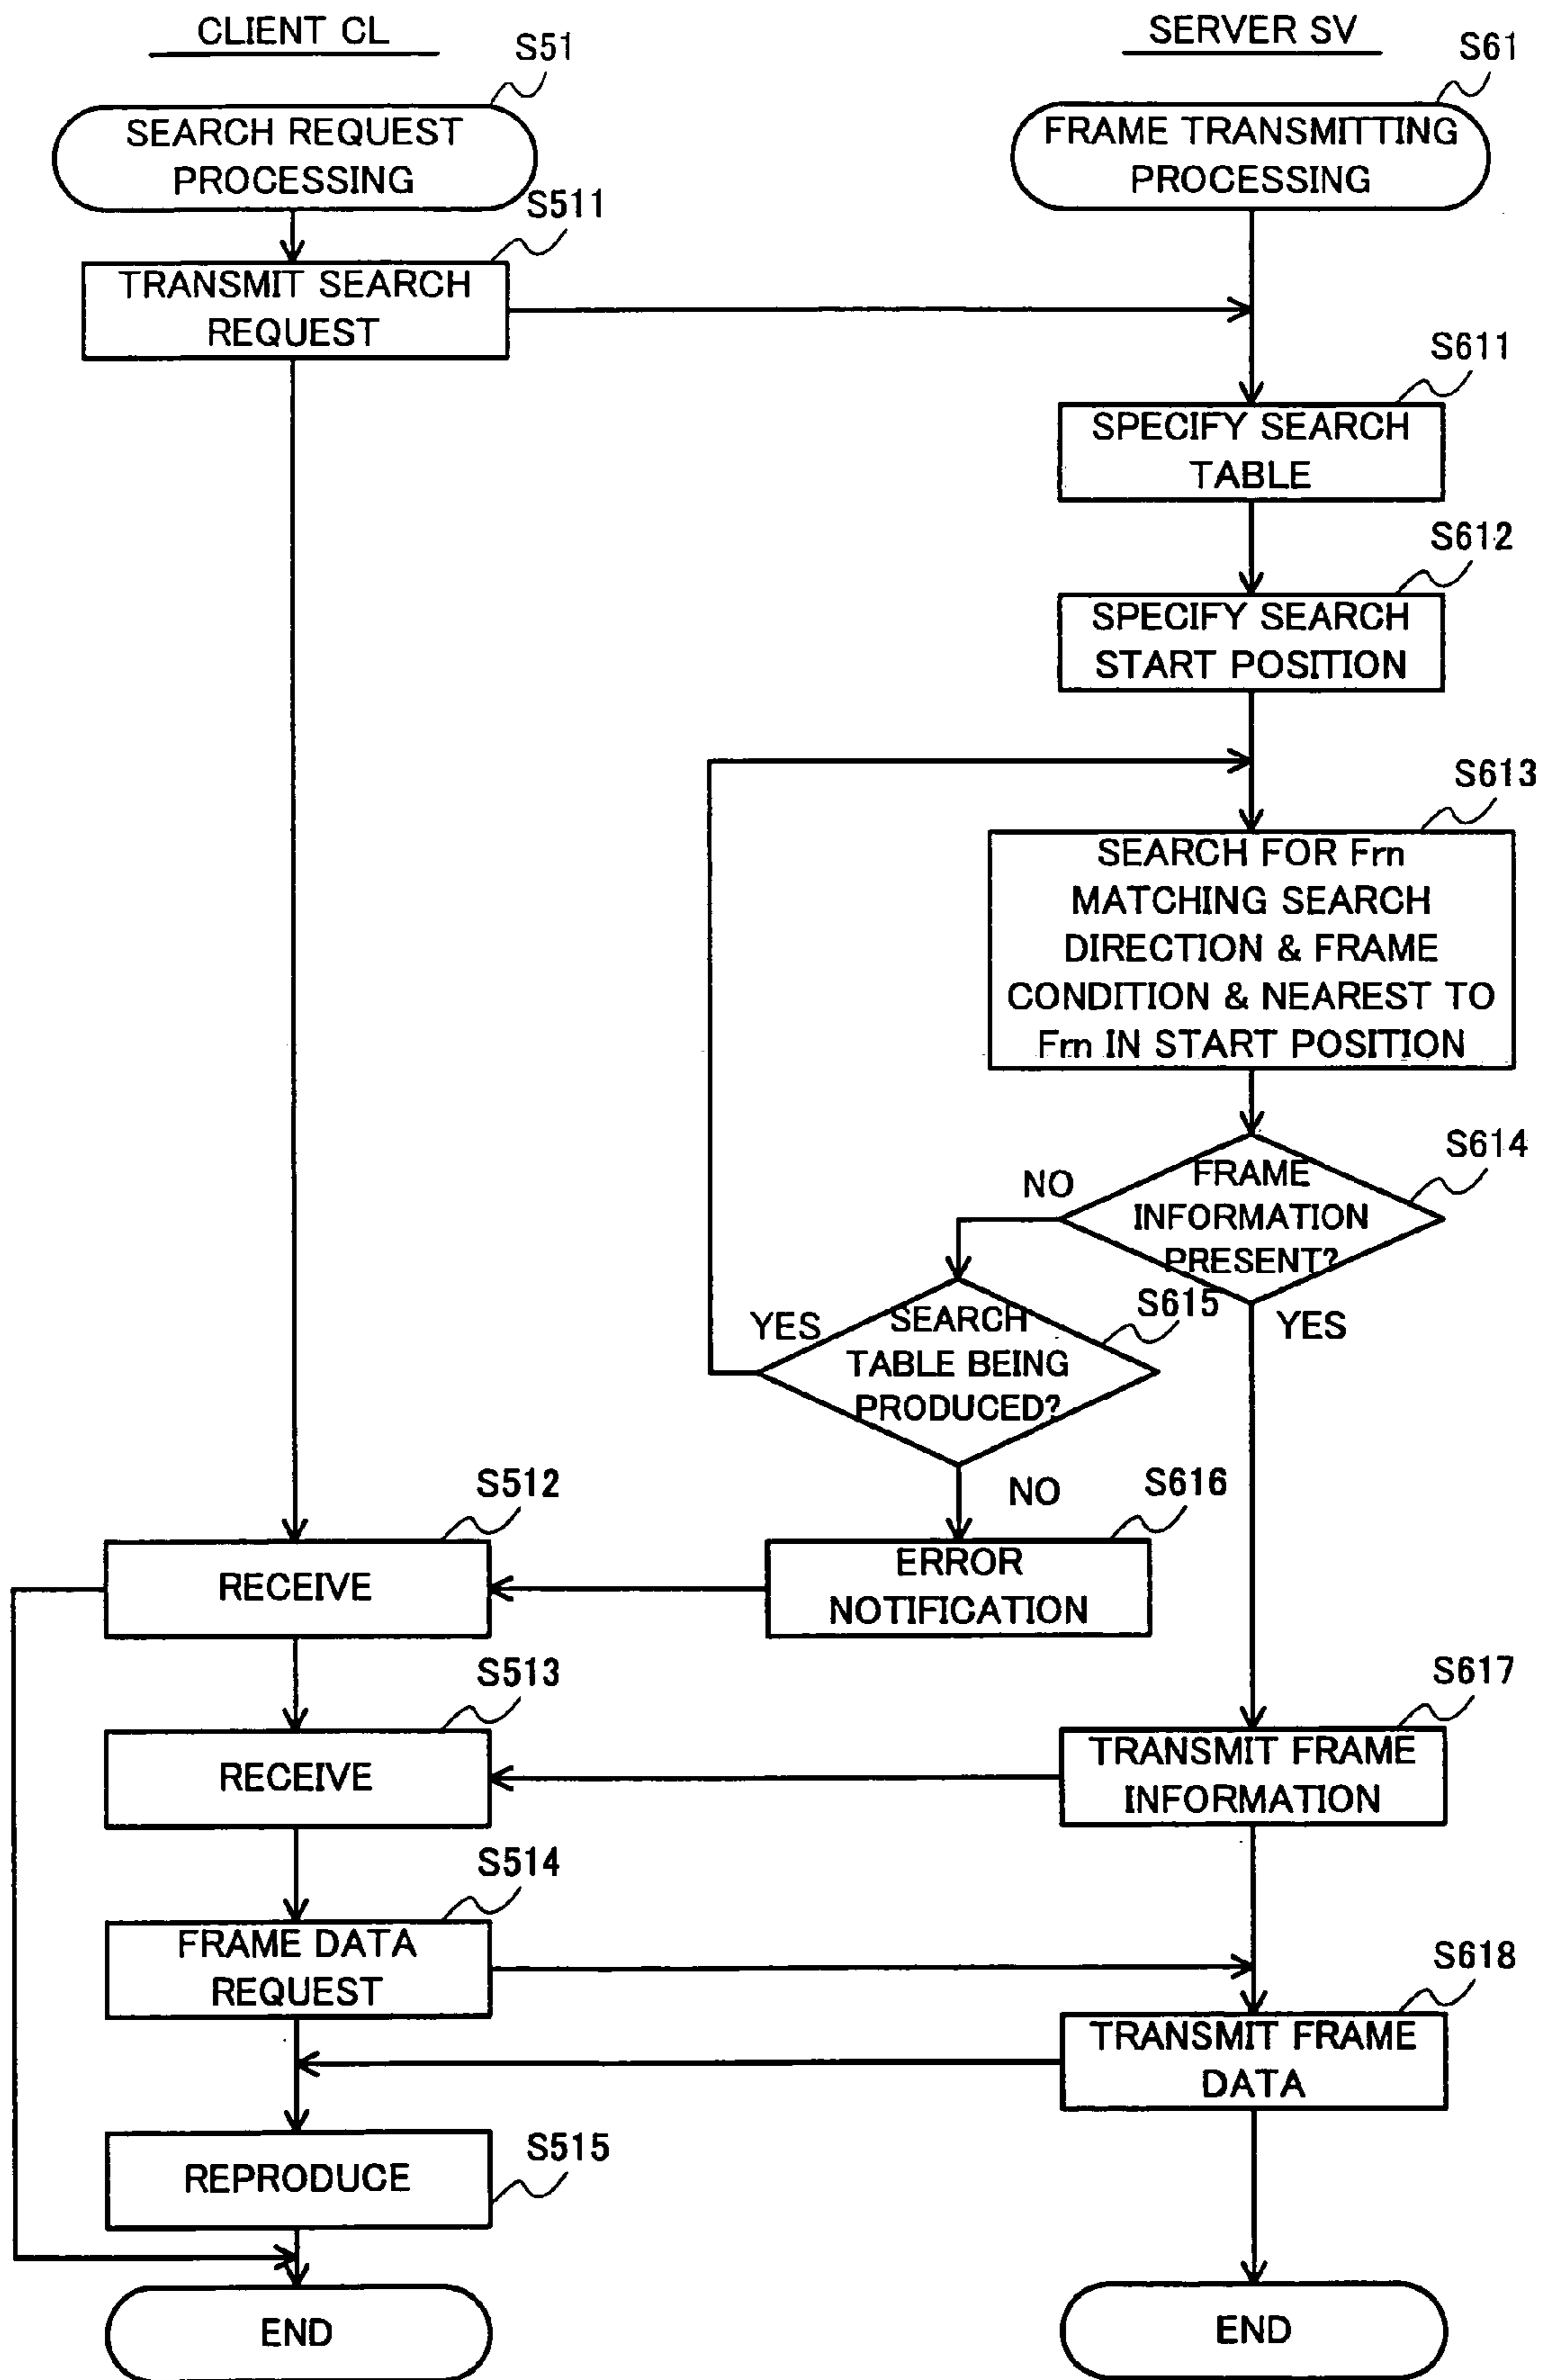 CLIENT CL
SERVER SV
S51
S61
SEARCH REQUEST
PROCESSING
FRAME TRANSMITTING
PROCESSING
S511
TRANSMIT SEARCH
REQUEST
S611
SPECIFY SEARCH
TABLE
S612
SPECIFY SEARCH
START POSITION
S613
SEARCH FOR Frn
MATCHING SEARCH
DIRECTION & FRAME
CONDITION & NEAREST TO
Frn IN START POSITION
S614
NO
FRAME
INFORMATION
PRESENT?
YES
S615
YES
SEARCH
TABLE BEING
PRODUCED?
NO
S512
RECEIVE
S616
ERROR
NOTIFICATION
S513
RECEIVE
S617
TRANSMIT FRAME
INFORMATION
S514
FRAME DATA
REQUEST
S618
TRANSMIT FRAME
DATA
REPRODUCE
S515
END
END